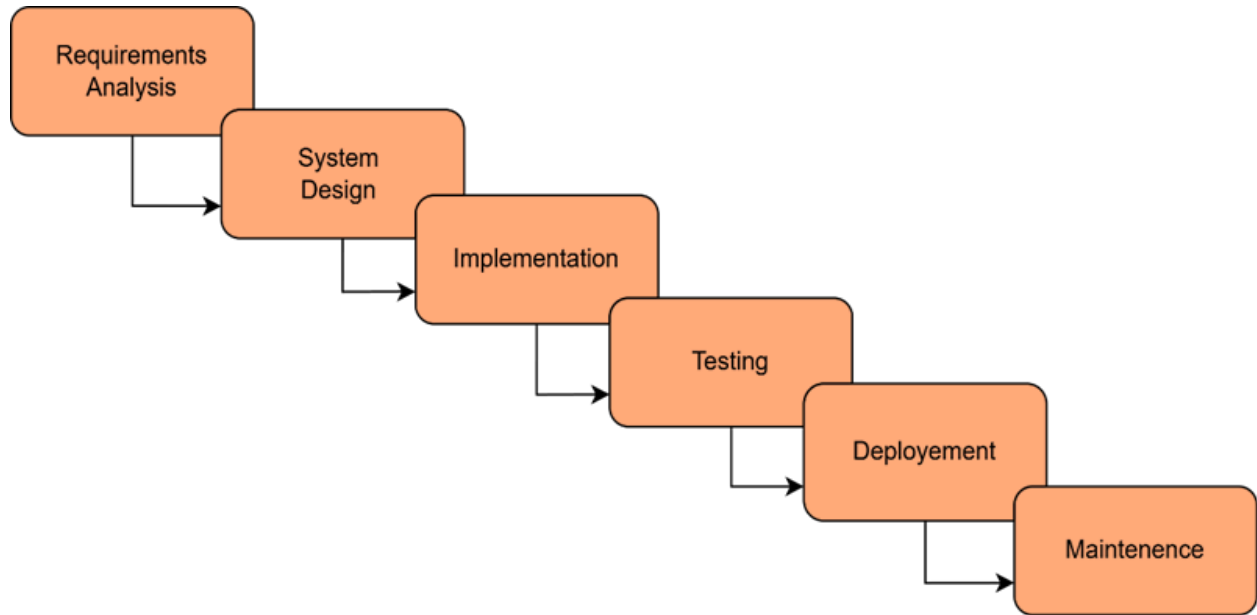 Requirements
Analysis
System
Design
Implementation
Testing
Deployement
Maintenence